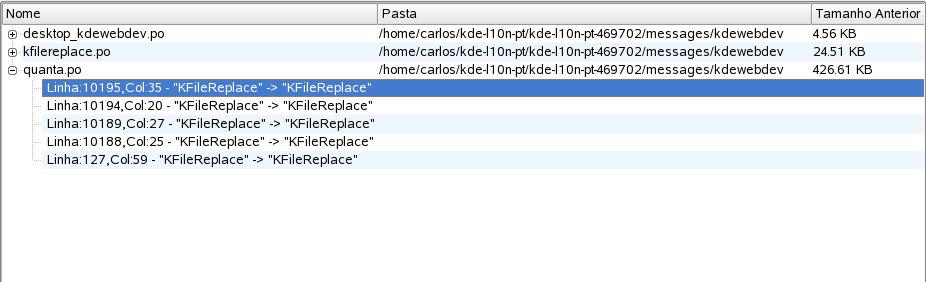 Nome Pasta Tamanho Anterior
desktop_kdewebdev.po /home/carlos/kde-l10n-pt/kde-l10n-pt-469702/messages/kdewebdev 4.56 KB
kfilereplace.po /home/carlos/kde-l10n-pt/kde-l10n-pt-469702/messages/kdewebdev 24.51 KB
quanta.po /home/carlos/kde-l10n-pt/kde-l10n-pt-469702/messages/kdewebdev 426.61 KB
Linha:10195,Col:35 - "KFileReplace" -> "KFileReplace"
Linha:10194,Col:20 - "KFileReplace" -> "KFileReplace"
Linha:10189,Col:27 - "KFileReplace" -> "KFileReplace"
Linha:10188,Col:25 - "KFileReplace" -> "KFileReplace"
Linha:127,Col:59 - "KFileReplace" -> "KFileReplace"